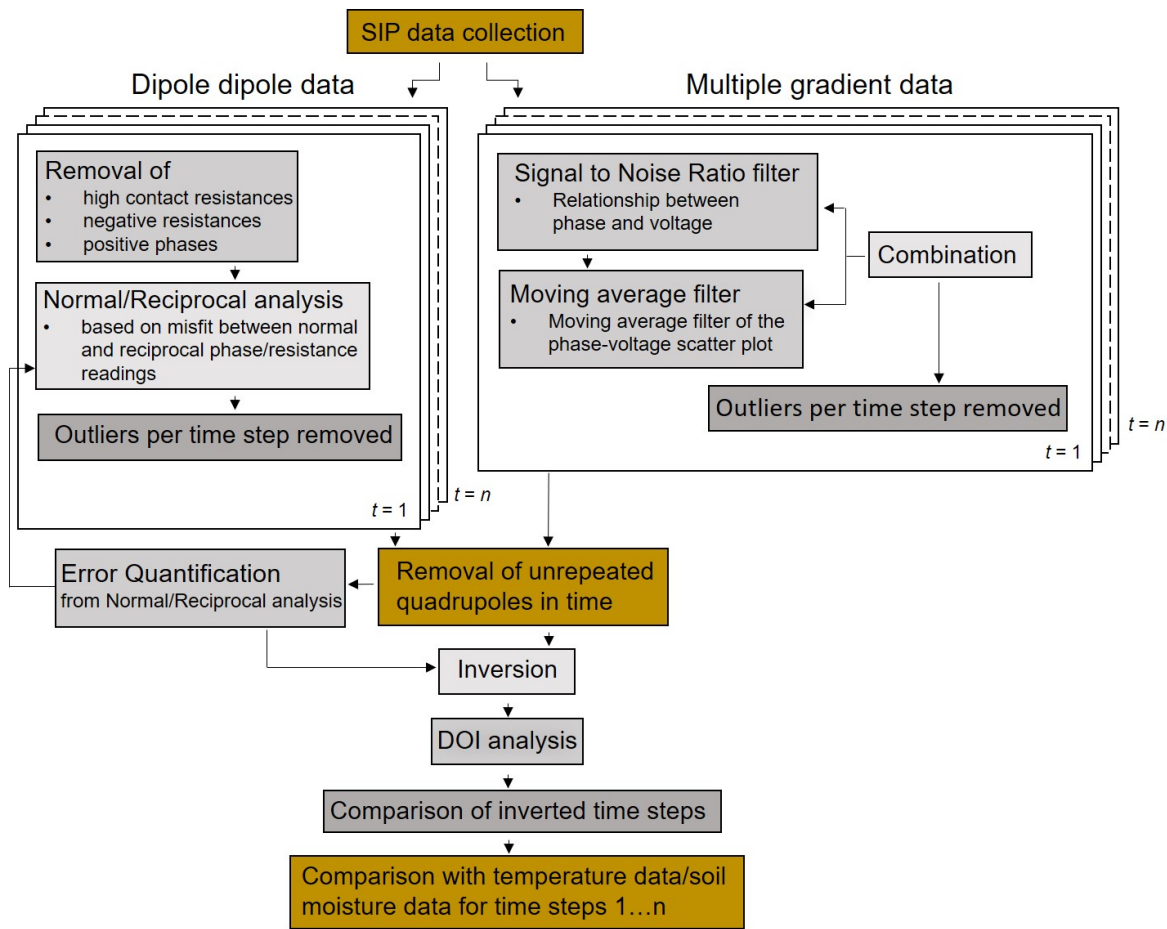 SIP data collection
Dipole dipole data
Removal of
• high contact resistances
• negative resistances
• positive phases
Normal/Reciprocal analysis
• based on misfit between normal
and reciprocal phase/resistance
readings
Outliers per time step removed
t = 1
t = n
Multiple gradient data
Signal to Noise Ratio filter
• Relationship between
phase and voltage
Combination
Moving average filter
• Moving average filter of the
phase-voltage scatter plot
Outliers per time step removed
t = 1
t = n
Error Quantification
from Normal/Reciprocal analysis
Removal of unrepeated
quadrupoles in time
Inversion
DOI analysis
Comparison of inverted time steps
Comparison with temperature data/soil
moisture data for time steps 1...n